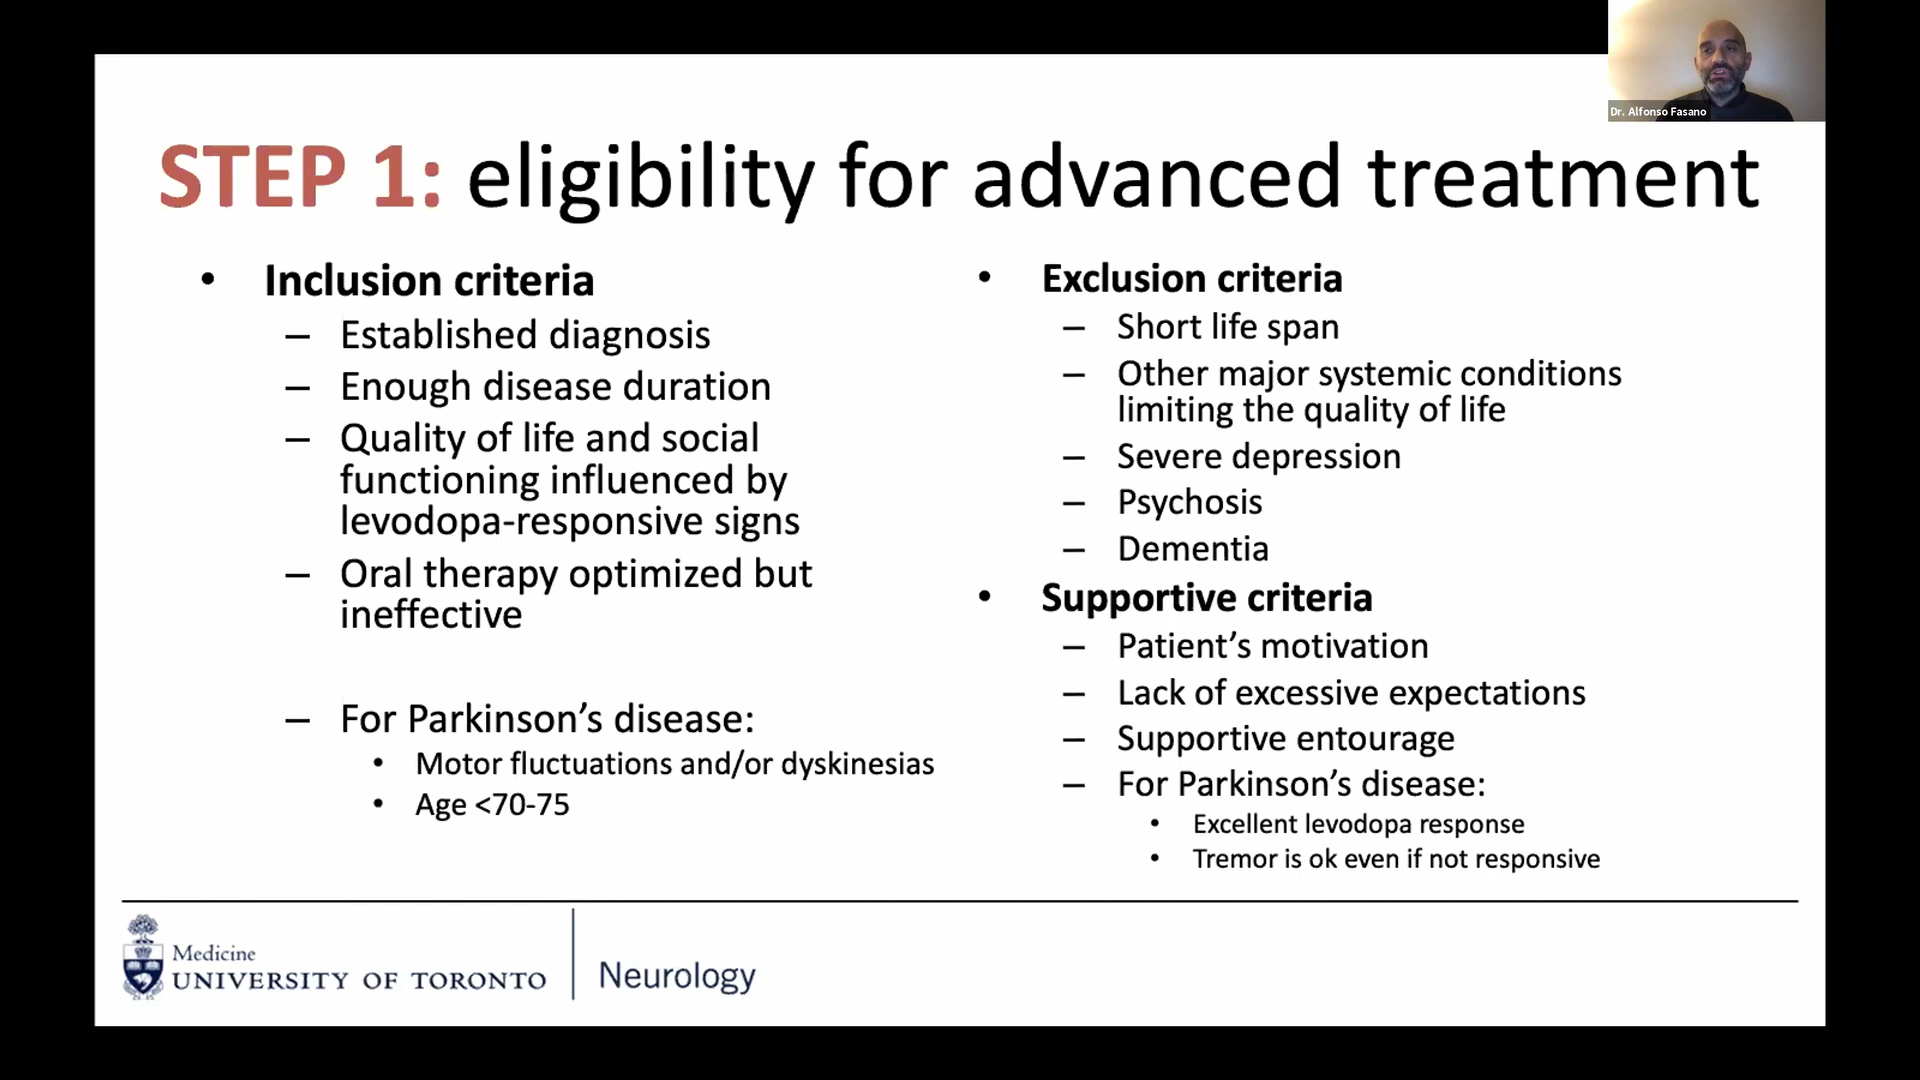 Dr. Alfonso Fasano
STEP 1: eligibility for advanced treatment
• Inclusion criteria
– Established diagnosis
– Enough disease duration
– Quality of life and social
functioning influenced by
levodopa-responsive signs
– Oral therapy optimized but
ineffective
– For Parkinson’s disease:
• Motor fluctuations and/or dyskinesias
• Age <70-75
• Exclusion criteria
– Short life span
– Other major systemic conditions
limiting the quality of life
– Severe depression
– Psychosis
– Dementia
• Supportive criteria
– Patient’s motivation
– Lack of excessive expectations
– Supportive entourage
– For Parkinson’s disease:
• Excellent levodopa response
• Tremor is ok even if not responsive
Medicine
UNIVERSITY OF TORONTO
Neurology